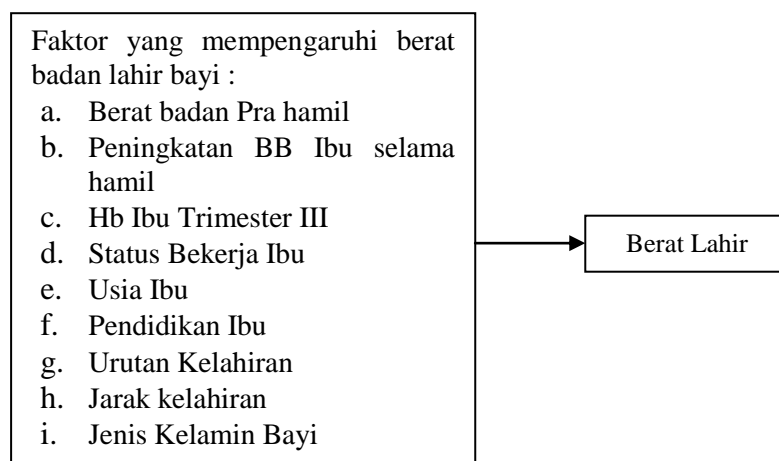 Faktor yang mempengaruhi berat
badan lahir bayi :
a. Berat badan Pra hamil
b. Peningkatan BB Ibu selama
hamil
c. Hb Ibu Trimester III
d. Status Bekerja Ibu
e. Usia Ibu
f. Pendidikan Ibu
g. Urutan Kelahiran
h. Jarak kelahiran
i. Jenis Kelamin Bayi
Berat Lahir